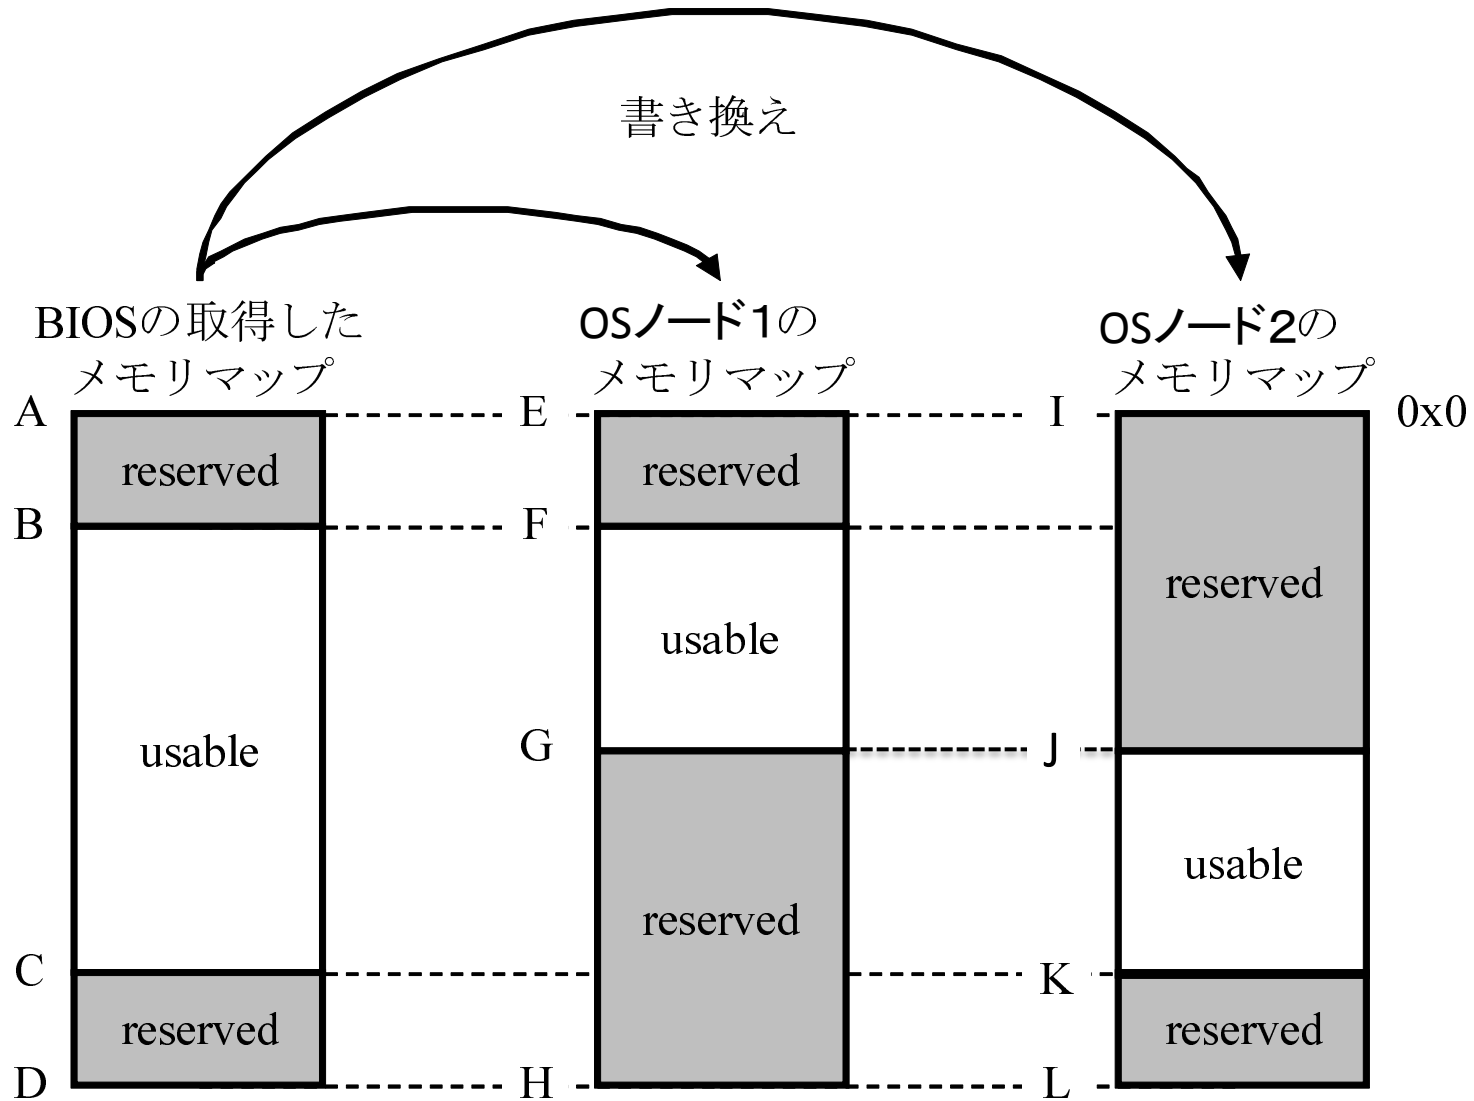 書き換え
BIOSの取得した
メモリマップ
OSノード1の
メモリマップ
OSノード2の
メモリマップ
A
E
I
0x0
reserved
reserved
B
F
reserved
usable
G
J
usable
usable
reserved
C
K
reserved
reserved
D
H
L